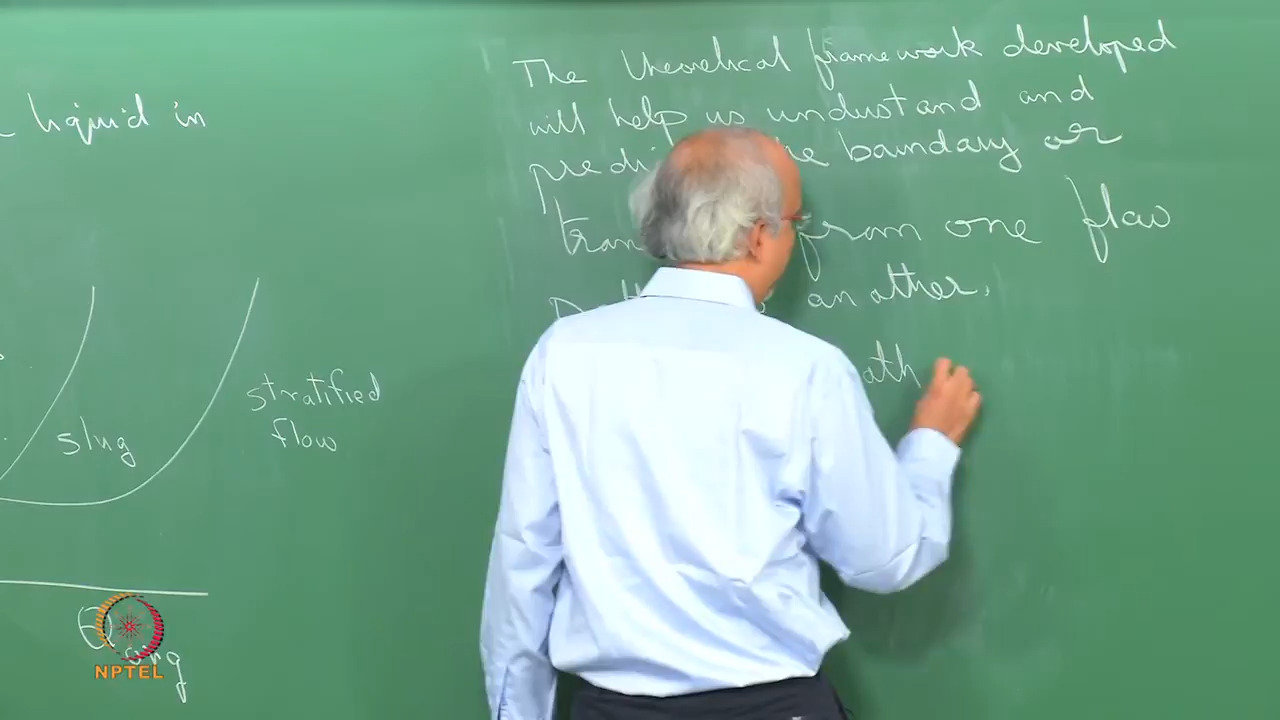 liquid in
slug
stratified
flow
The theoretical framework developed
will help us understand and
boundary or
from one flow
another.
NPTEL